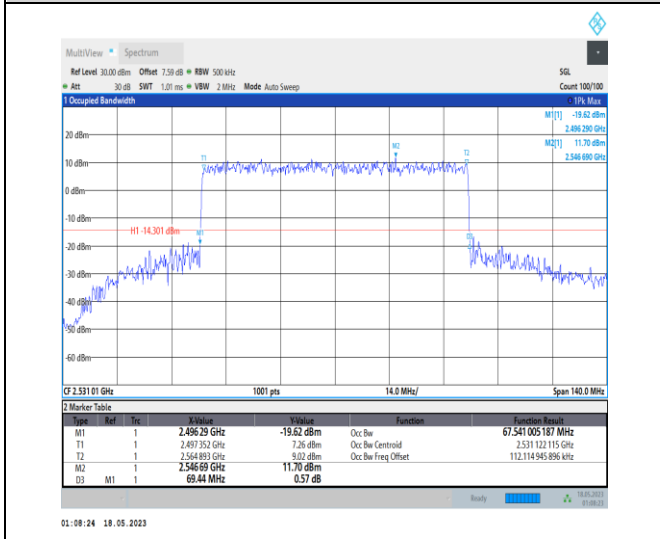 MultiView Spectrum
Ref Level 30.00 dBm Offset 7.59 dB RBW 500 kHz SGL
Att 30 dB SWT 1.01 ms VBW 2 MHz Mode Auto Sweep Count 100/100
1 Occupied Bandwidth 1Pk Max
M1[1] -19.62 dBm
2.496 290 GHz
M2[1] 11.70 dBm
2.546 690 GHz
20 dBm
M2
T1 T2
10 dBm
0 dBm
-10 dBm
H1 -14.301 dBm
M1 D3
-20 dBm
-30 dBm
-40 dBm
-50 dBm
-60 dBm
CF 2.531 01 GHz 1001 pts 14.0 MHz/ Span 140.0 MHz
2 Marker Table
Type Ref Trc X-Value Y-Value Function Function Result
M1 1 2.496 29 GHz -19.62 dBm Occ Bw 67.541 005 187 MHz
T1 1 2.497 352 GHz 7.26 dBm Occ Bw Centroid 2.531 122 115 GHz
T2 1 2.564 893 GHz 9.02 dBm Occ Bw Freq Offset 112.114 945 896 kHz
M2 1 2.546 69 GHz 11.70 dBm
D3 M1 1 69.44 MHz 0.57 dB
Ready 18.05.2023
01:08:23
01:08:24 18.05.2023